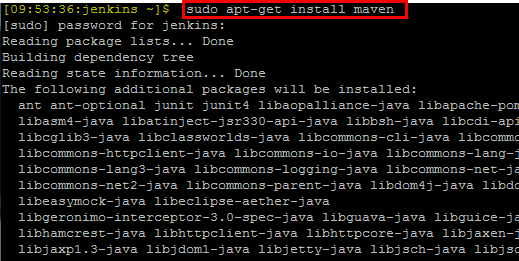 [09:53:36:jenkins ~]$ sudo apt-get install maven
[sudo] password for jenkins:
Reading package lists... Done
Building dependency tree
Reading state information... Done
The following additional packages will be installed:
ant ant-optional junit junit4 libaopalliance-java libapache-pom
libasm4-java libatinject-jsr330-api-java libbsh-java libcdi-api
libcglib3-java libclassworlds-java libcommons-cli-java libcommo
libcommons-httpclient-java libcommons-io-java libcommons-lang-j
libcommons-lang3-java libcommons-logging-java libcommons-net-ja
libcommons-net2-java libcommons-parent-java libdom4j-java libdo
libeasymock-java libeclipse-aether-java
libgeronimo-interceptor-3.0-spec-java libguava-java libguice-ja
libhamcrest-java libhttpclient-java libhttpcore-java libjaxen-j
libjaxp1.3-java libjdom1-java libjetty-java libjsch-java libjso